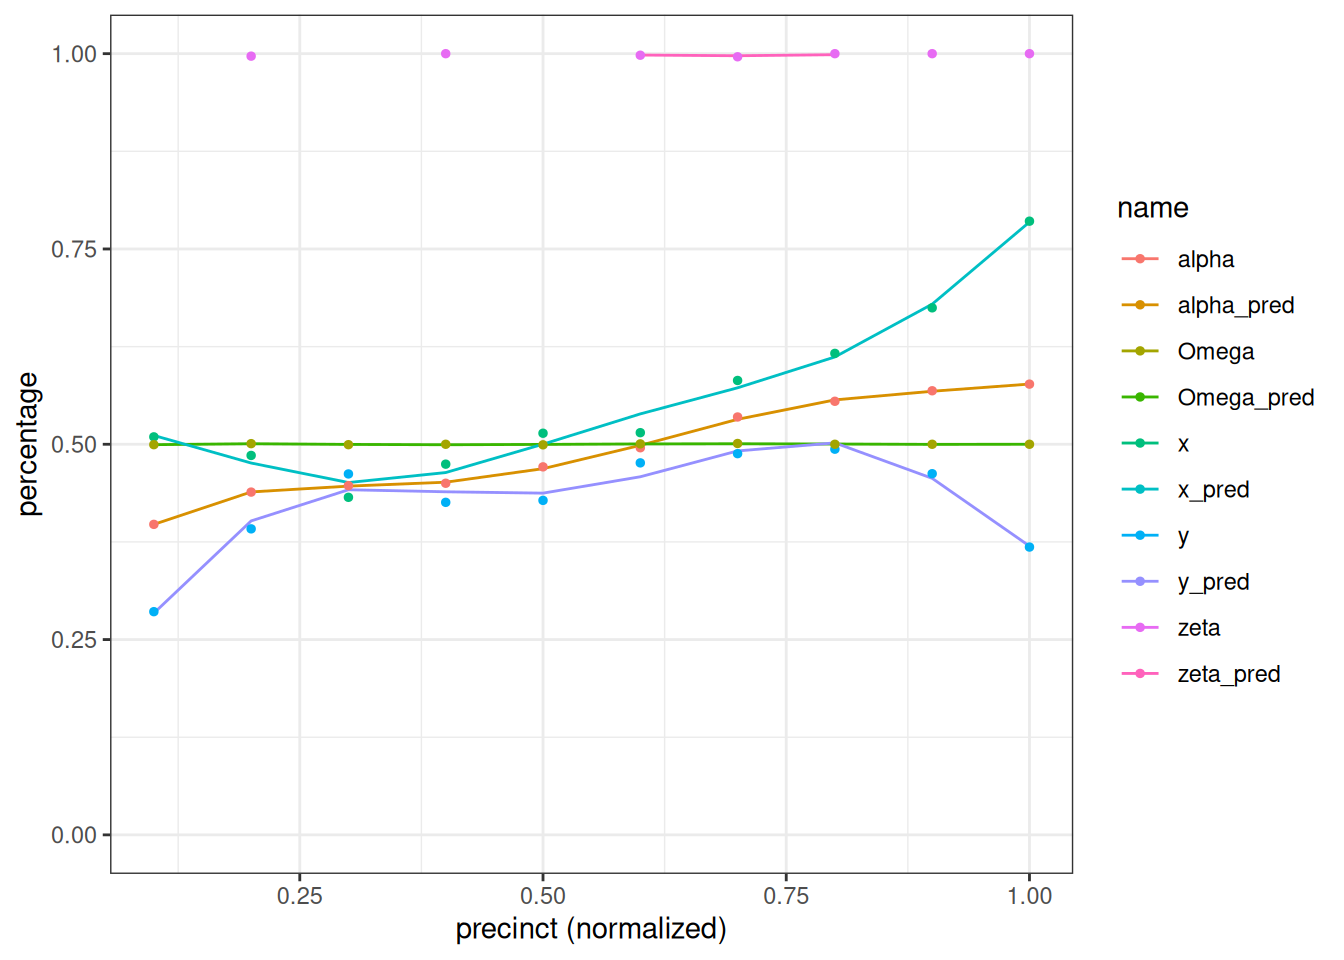 1.00
0.75
0.50
0.25
0.00
percentage
0.25 0.50 0.75 1.00
precinct (normalized)
name
alpha
alpha_pred
Omega
Omega_pred
x
x_pred
y
y_pred
zeta
zeta_pred